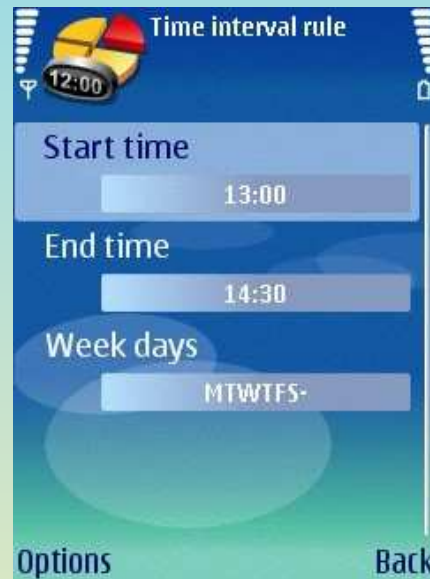 Time interval rule
12:00
Start time
13:00
End time
14:30
Week days
MTWTFS-
Options Back